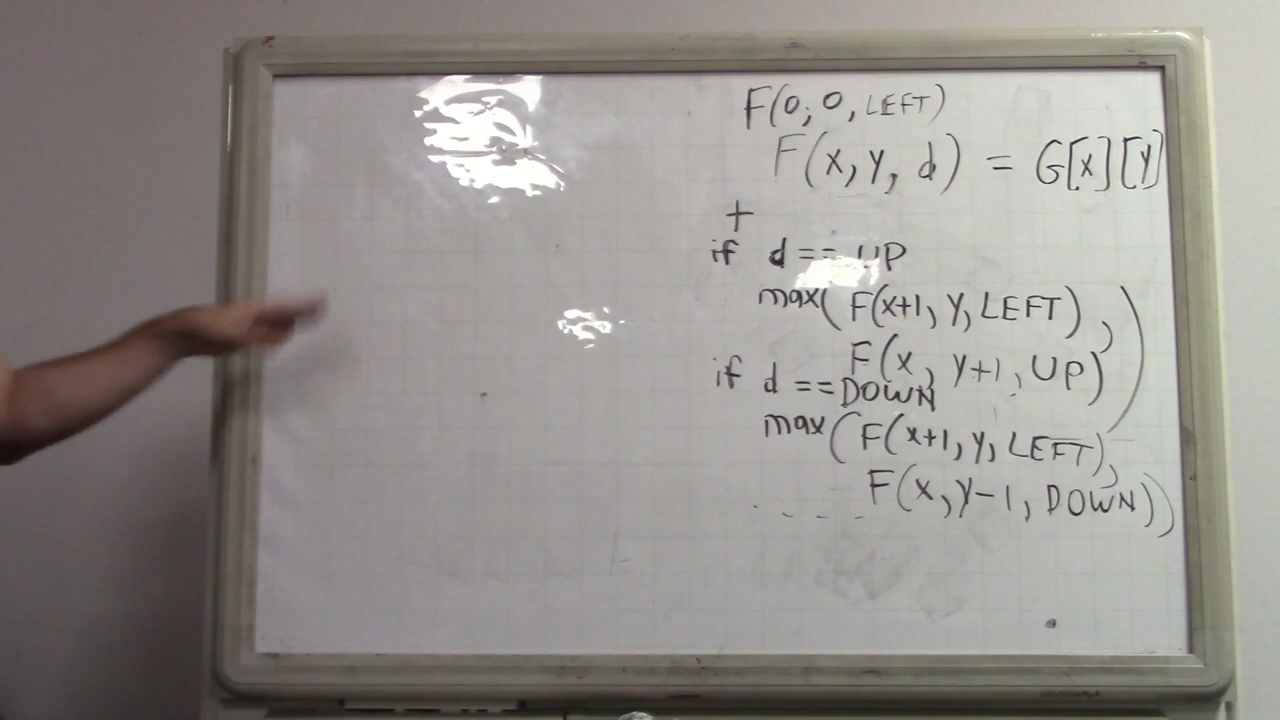 F(0, 0, LEFT)
F(x, y, d) = G[x][y]
+
if d == UP
max( F(x+1, y, LEFT),
F(x, y+1, UP) )
if d == DOWN
max( F(x+1, y, LEFT),
F(x, y-1, DOWN))
. - - - -